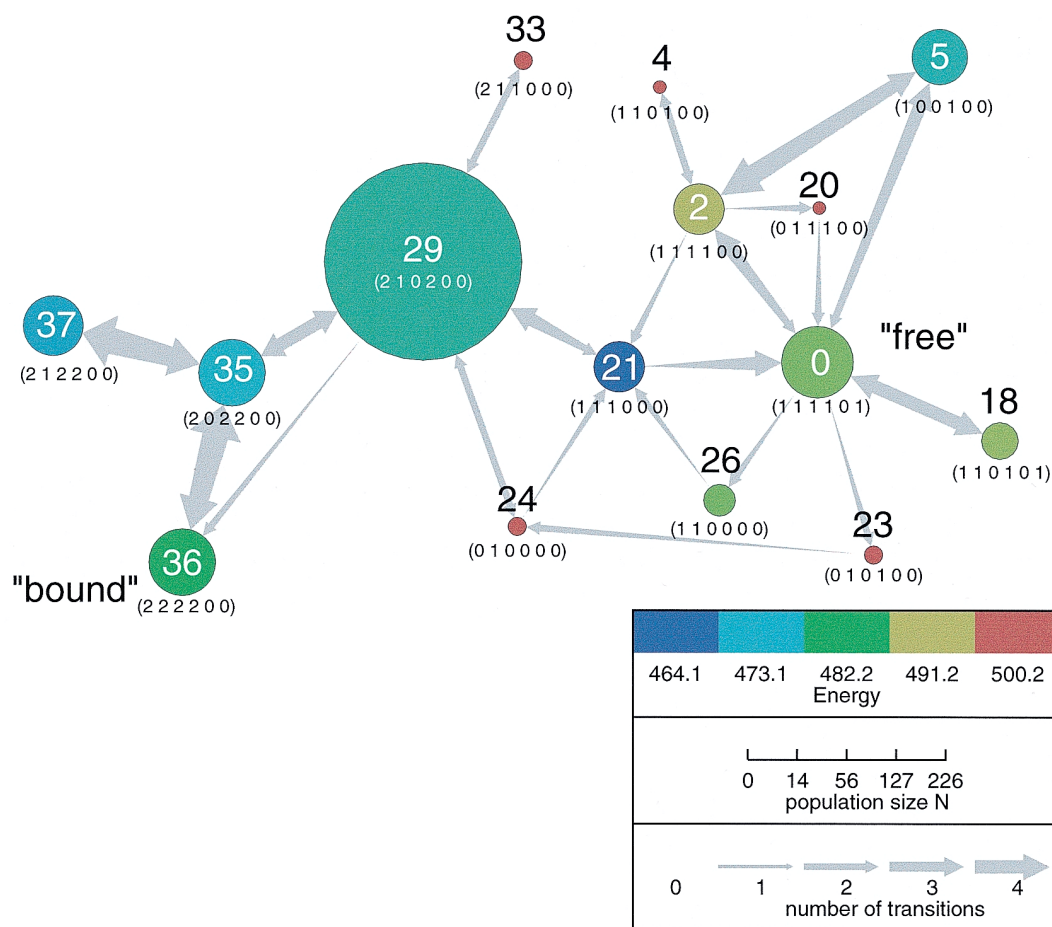 33
(2 1 1 0 0 0)
4
(1 1 0 1 0 0)
5
(1 0 0 1 0 0)
20
(0 1 1 1 0 0)
2
(1 1 1 1 0 0)
29
(2 1 0 2 0 0)
37
(2 1 2 2 0 0)
35
(2 0 2 2 0 0)
21
(1 1 1 0 0 0)
"free"
0
(1 1 1 1 0 1)
18
(1 1 0 1 0 1)
26
(1 1 0 0 0 0)
24
(0 1 0 0 0 0)
23
(0 1 0 1 0 0)
"bound"
36
(2 2 2 2 0 0)
464.1 473.1 482.2 491.2 500.2
Energy
0 14 56 127 226
population size N
0 1 2 3 4
number of transitions